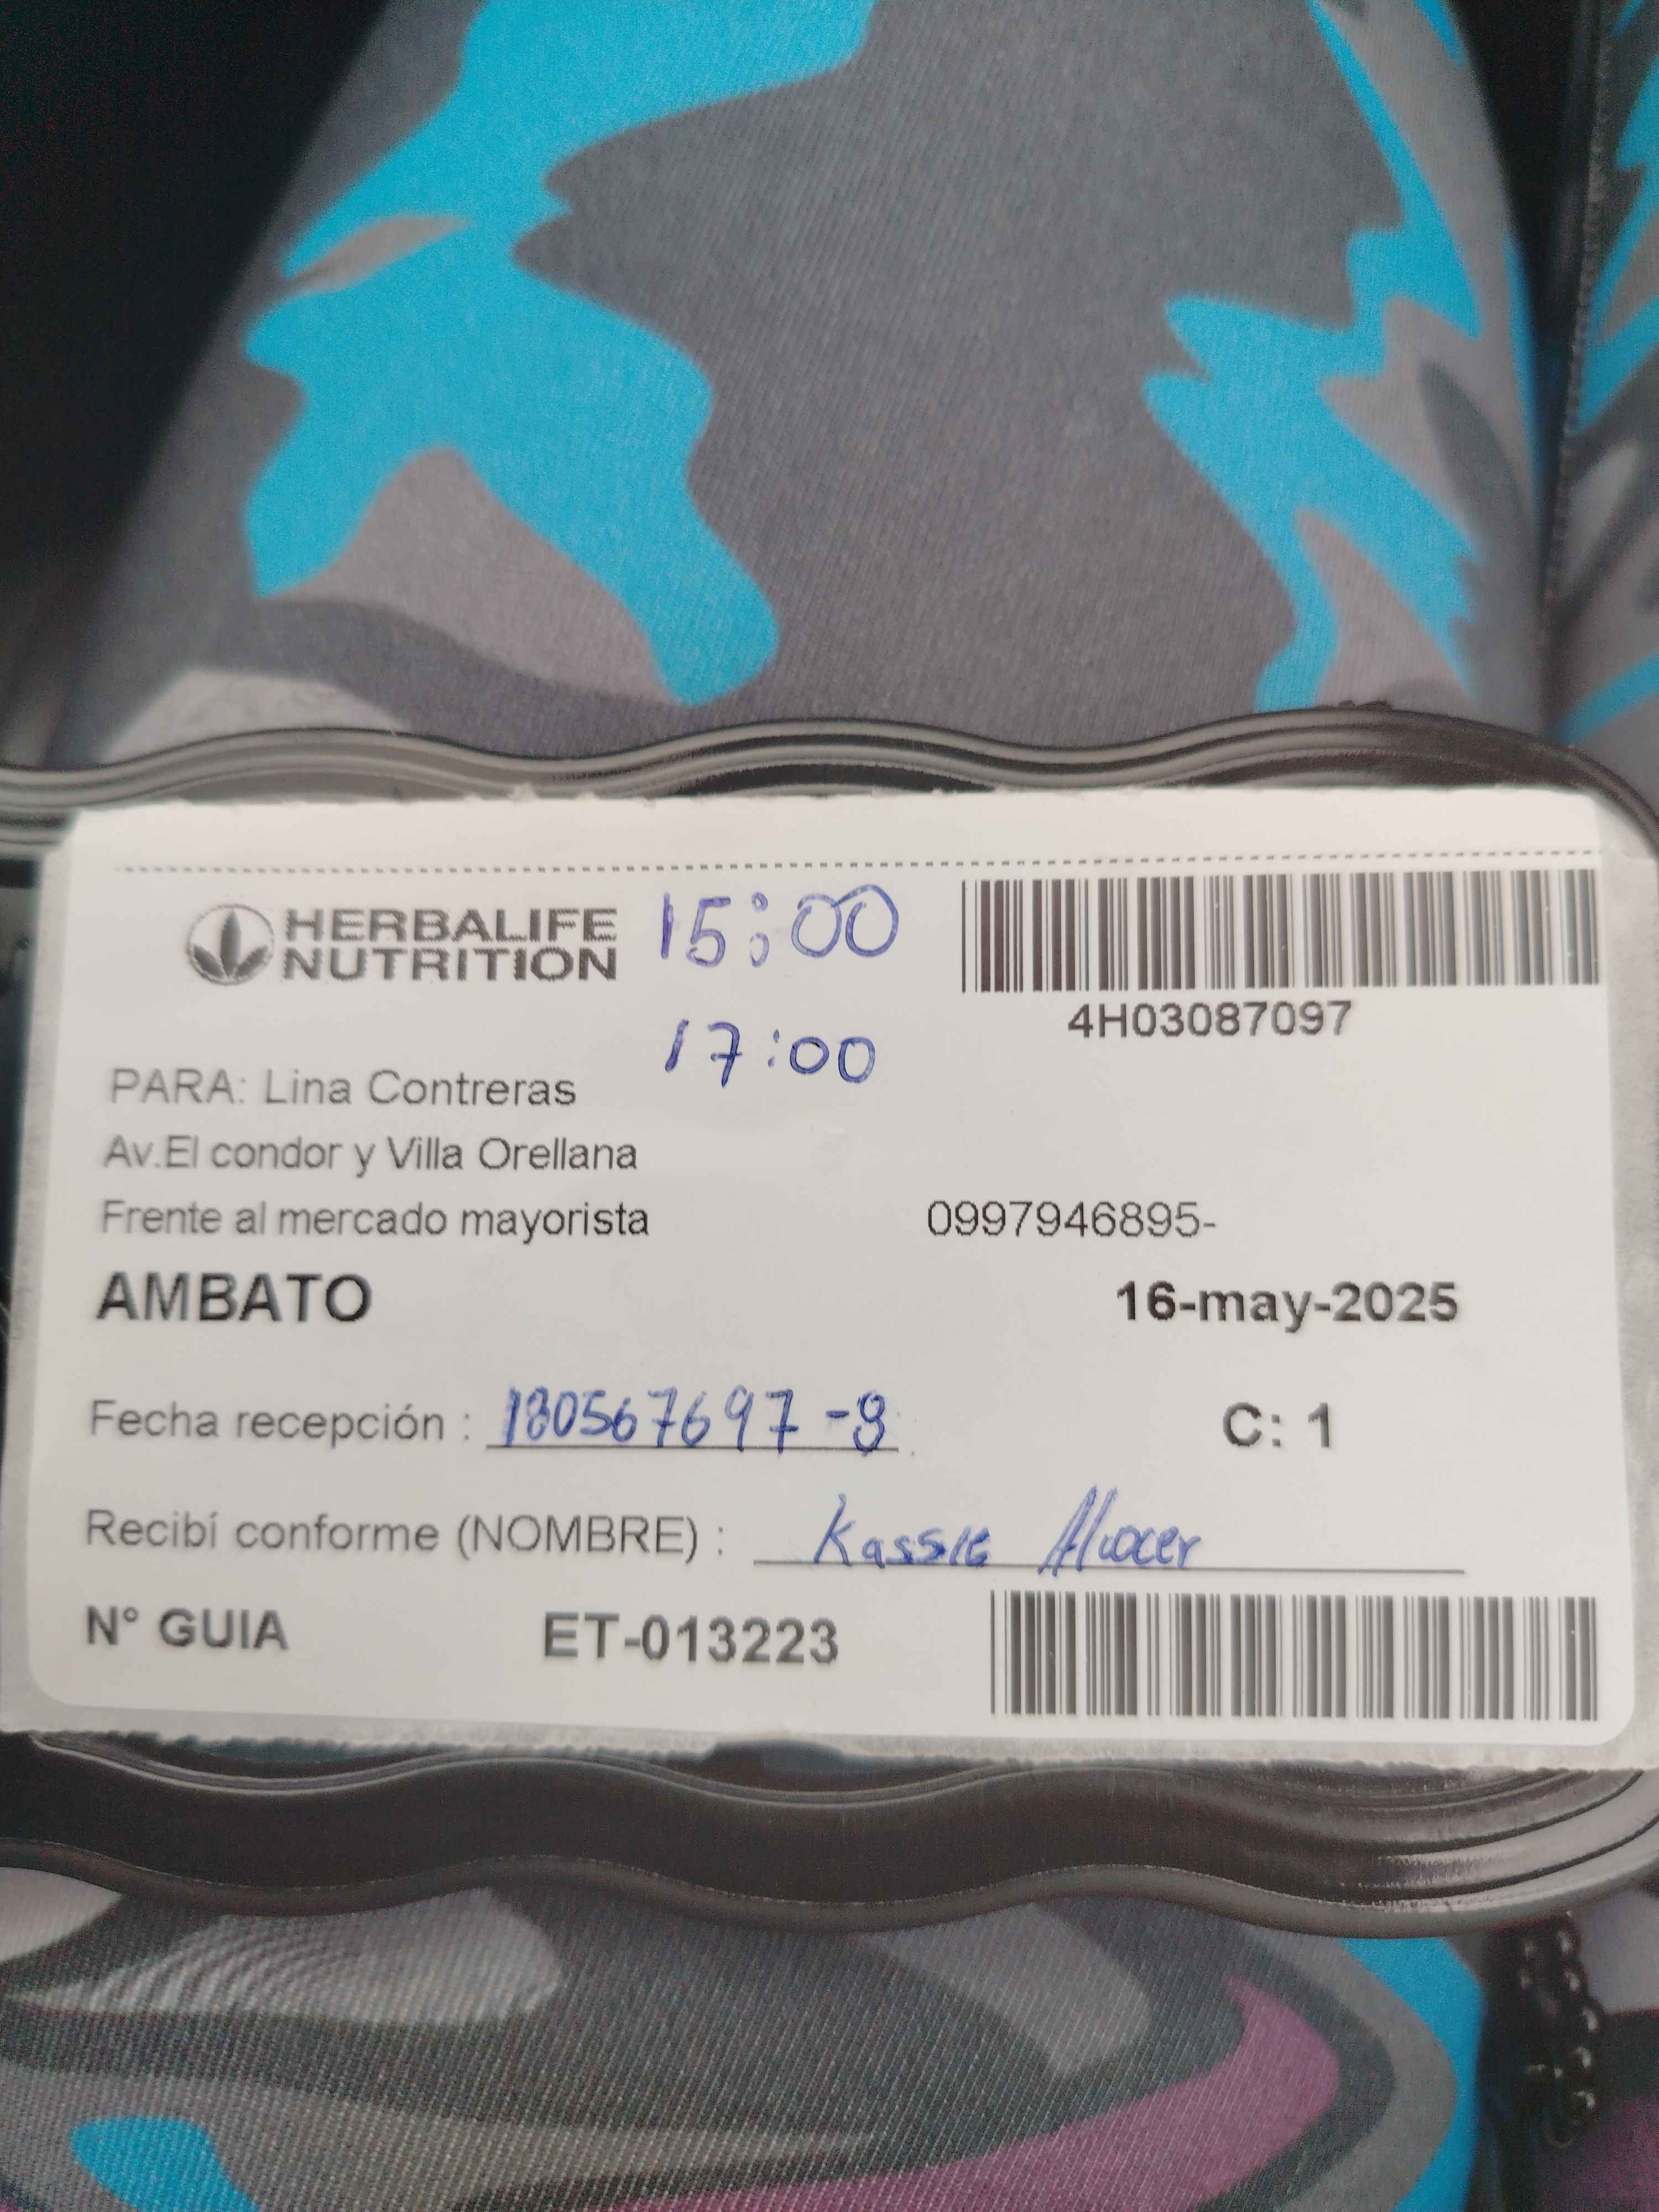 HERBALIFE
NUTRITION
15:00
17:00
4H03087097
PARA: Lina Contreras
Av.El condor y Villa Orellana
Frente al mercado mayorista 0997946895-
AMBATO 16-may-2025
Fecha recepción : 180567697-9 C: 1
Recibí conforme (NOMBRE) : Kassie
N° GUIA ET-013223